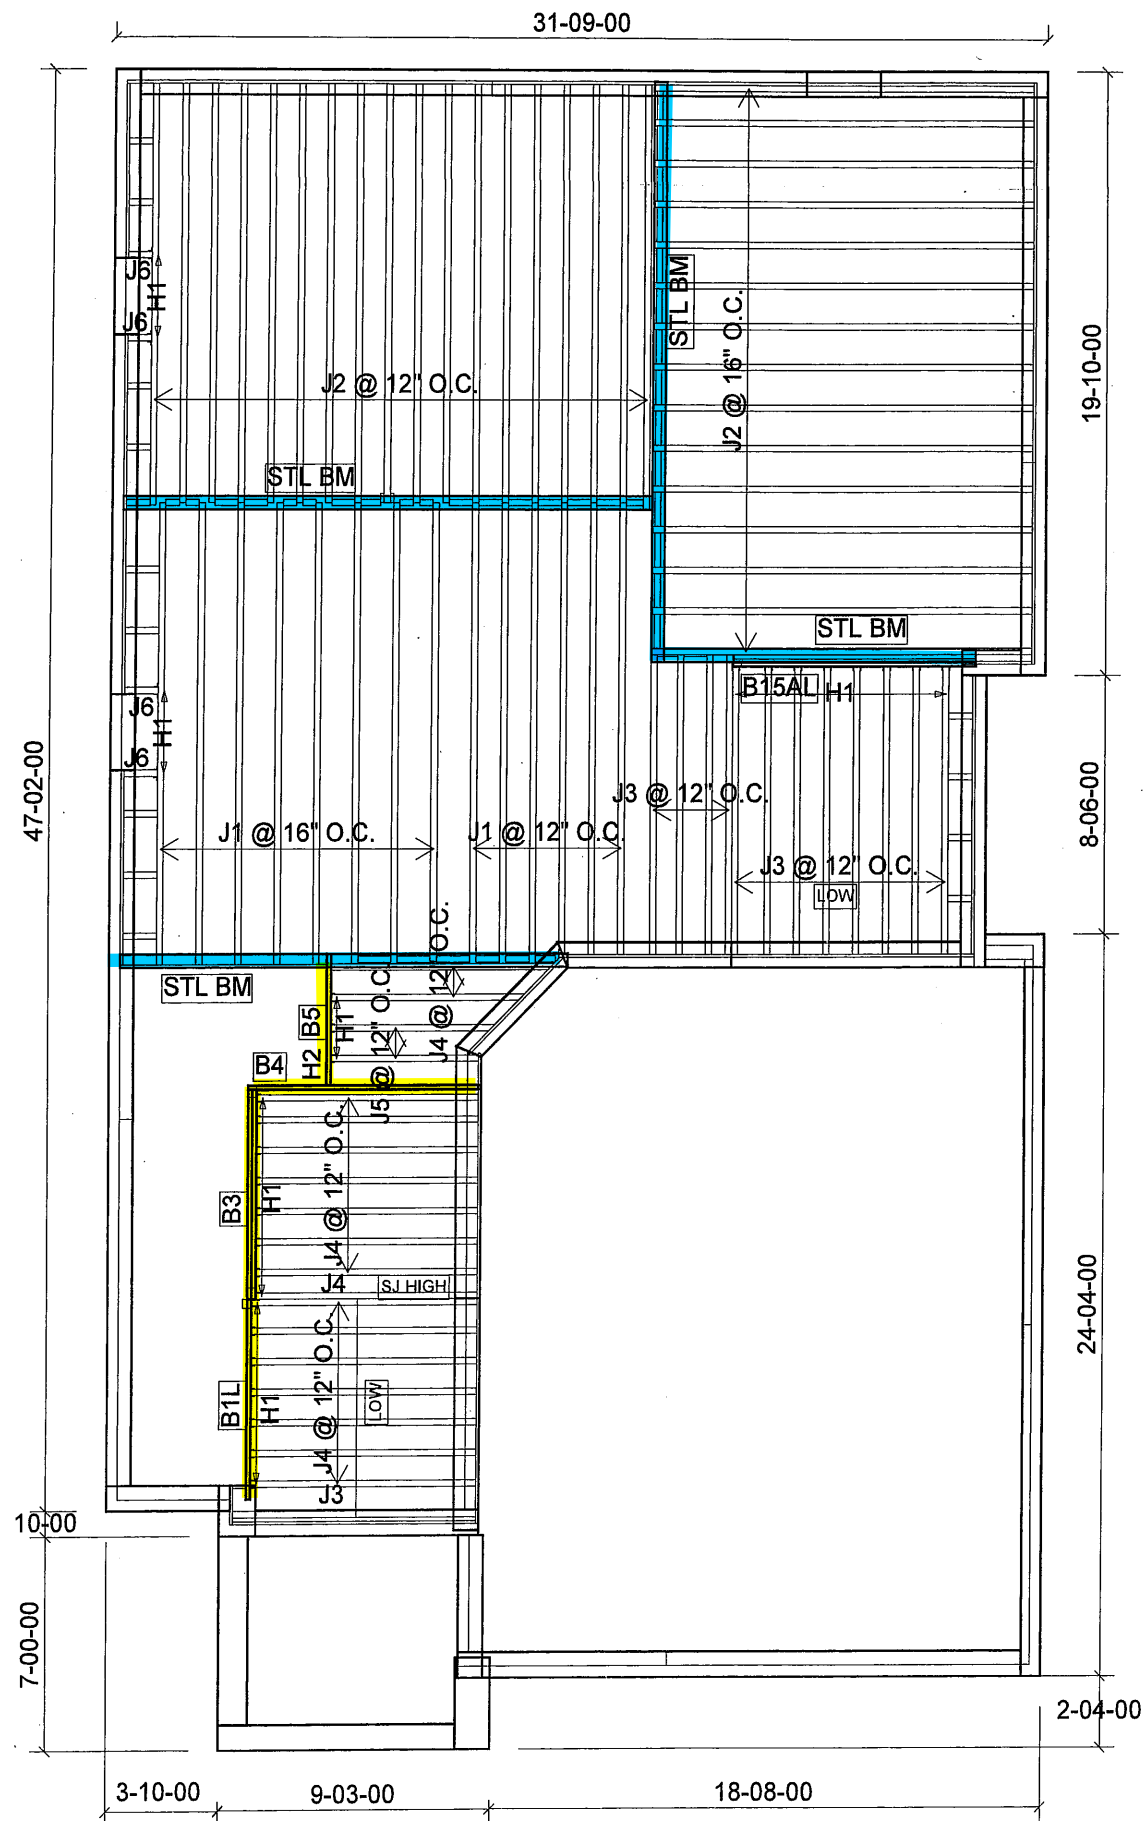 31-09-00
J6
H1
J6
STL BM
J2 @ 16" O.C.
19-10-00
J2 @ 12" O.C.
STL BM
STL BM
B15AL
H1
J6
H1
J6
47-02-00
8-06-00
J3 @ 12" O.C.
J1 @ 16" O.C.
J1 @ 12" O.C.
J3 @ 12" O.C.
LOW
STL BM
B5
H1
H2
J5 @ 12" O.C.
J4 @ 12" O.C.
B4
B3
H1
J4 @ 12" O.C.
J4
SJ HIGH
24-04-00
B1L
H1
J4 @ 12" O.C.
LOW
J3
10-00
7-00-00
2-04-00
3-10-00
9-03-00
18-08-00